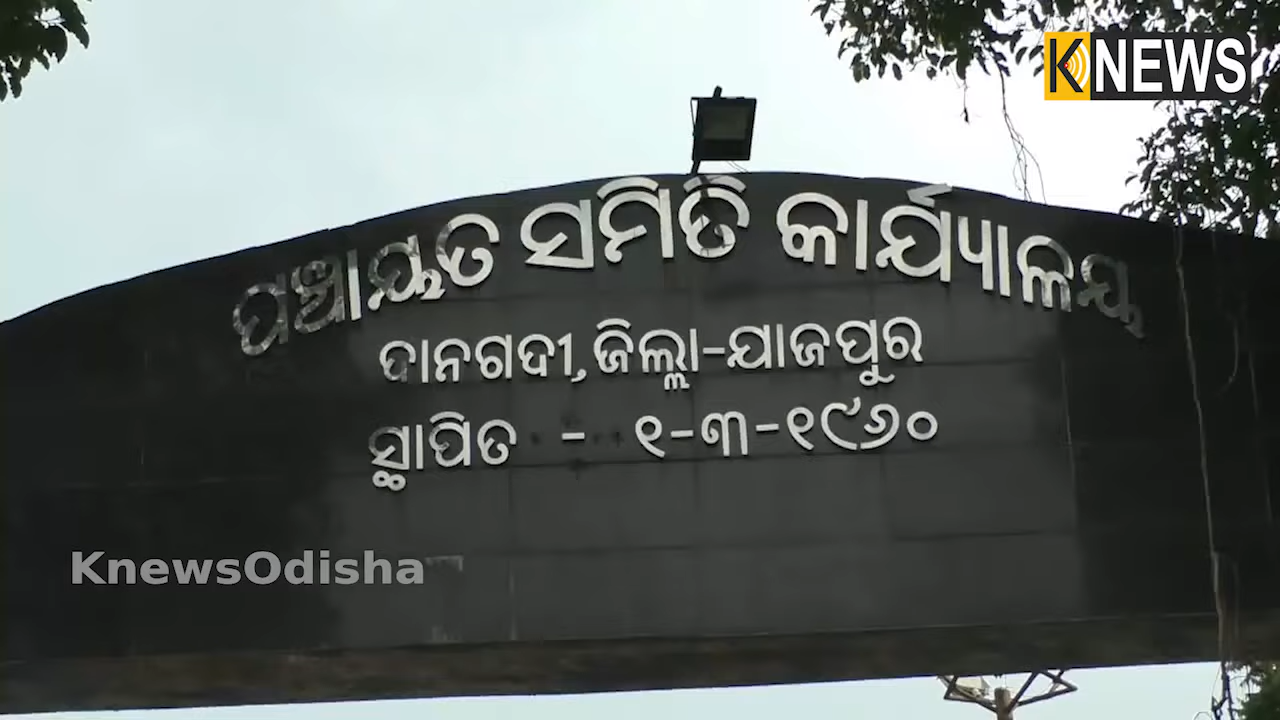 KNEWS
ପଞ୍ଚାୟତ ସମିତି କାର୍ଯ୍ୟାଳୟ
ଦାନଗଦୀ, ଜିଲ୍ଲା-ଯାଜପୁର
ସ୍ଥାପିତ - ୧-୩-୧୯୬୦
KnewsOdisha